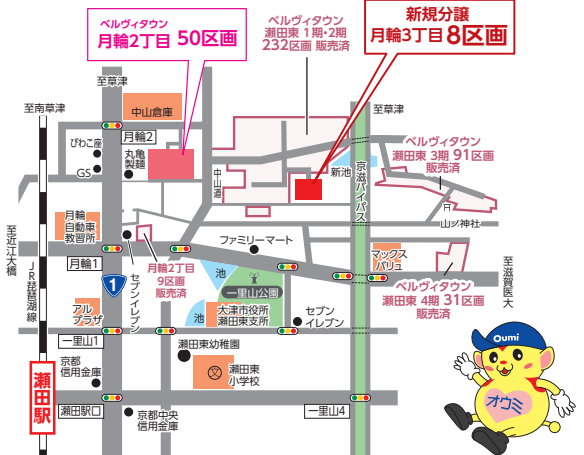 ベルヴィタウン
月輪2丁目 50区画
ベルヴィタウン
瀬田東 1期・2期
232区画 販売済
新規分譲
月輪3丁目 8区画
至草津
至南草津
中山倉庫
至草津
月輪2
びわこ座
丸亀
製麺
GS
中山道
新池
京滋バイパス
ベルヴィタウン
瀬田東 3期 91区画
販売済
山ノ神社
月輪
自動車
教習所
至近江大橋
JR琵琶湖線
月輪1
1
セブンイレブン
月輪2丁目
9区画
販売済
ファミリーマート
池
一里山公園
池
大津市役所
瀬田東支所
マックス
バリュ
至滋賀医大
ベルヴィタウン
瀬田東 4期 31区画
販売済
アル
プラザ
一里山1
セブン
イレブン
瀬田東幼稚園
瀬田東
小学校
文
京都
信用金庫
瀬田駅
瀬田駅口
京都中央
信用金庫
一里山4
Oumi
オウミ